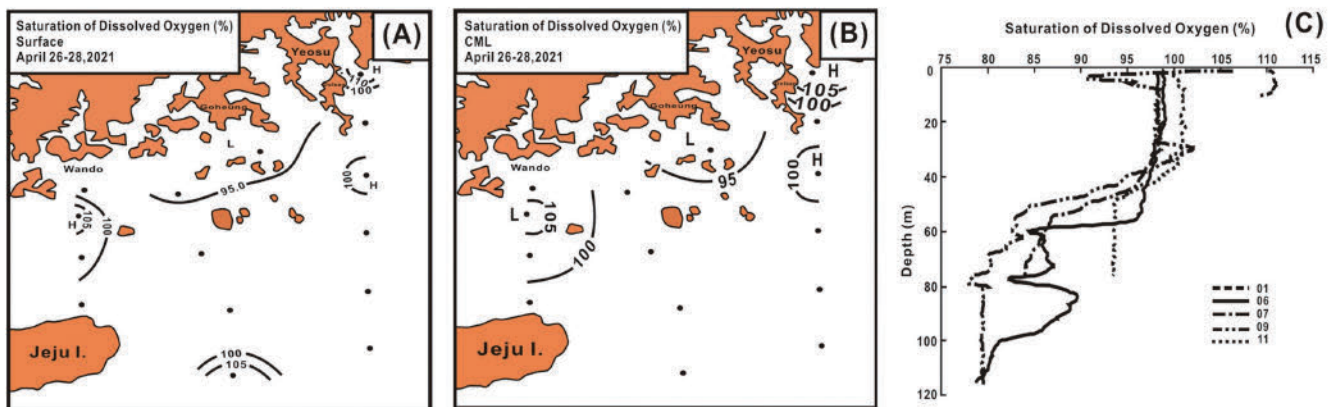 Saturation of Dissolved Oxygen (%)
Surface
April 26-28,2021
(A)
Yeosu
Goheung
H
110
100
L
Wando
95.0
100
H
H
105
100
Jeju I.
100
105
Saturation of Dissolved Oxygen (%)
CML
April 26-28,2021
(B)
Yeosu
Goheung
H
105
100
L
Wando
95
100
H
L
105
100
Jeju I.
Saturation of Dissolved Oxygen (%)
(C)
75 80 85 90 95 100 105 110 115
Depth (m)
0
20
40
60
80
100
120
01
06
07
09
11